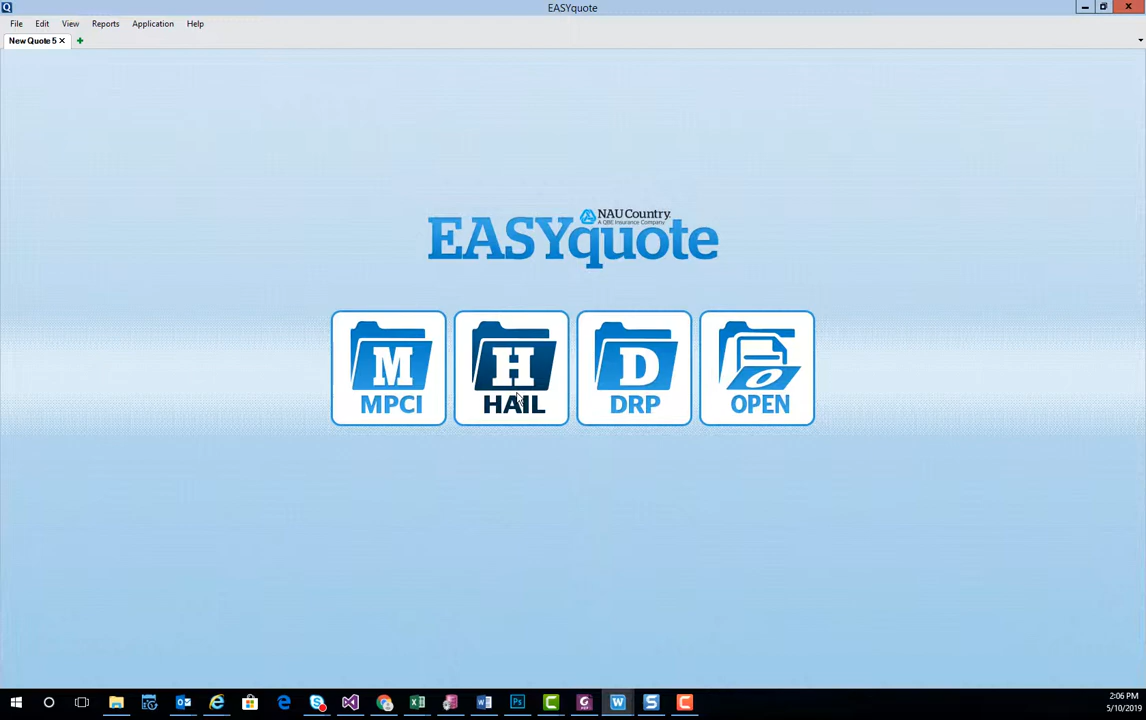 EASYquote
File Edit View Reports Application Help
New Quote 5
NAU Country
A QBE Insurance Company
EASYquote
M H D O
MPCI HAIL DRP OPEN
2:06 PM
5/10/2019